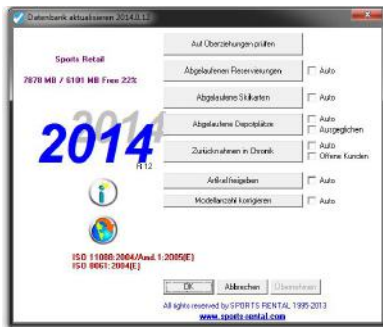 Datenbank aktualisieren 2014.0.12
Auf Überziehungen prüfen
Sports Retail
7878 MB / 6101 MB Free 22%
Abgelaufenen Reservierungen
Auto
Abgelaufene Skikarten
Auto
2014
2014
R 12
Abgelaufene Depotplätze
Auto
Ausgeglichen
Zurücknahmen in Chronik
Auto
Offene Kunden
Artikelfreigeben
Auto
Modellanzahl korrigieren
Auto
ISO 11088:2004/Amd.1:2005(E)
ISO 8061:2004(E)
OK
Abbrechen
Übernehmen
All rights reserved by SPORTS RENTAL 1995-2013
www.sports-rental.com